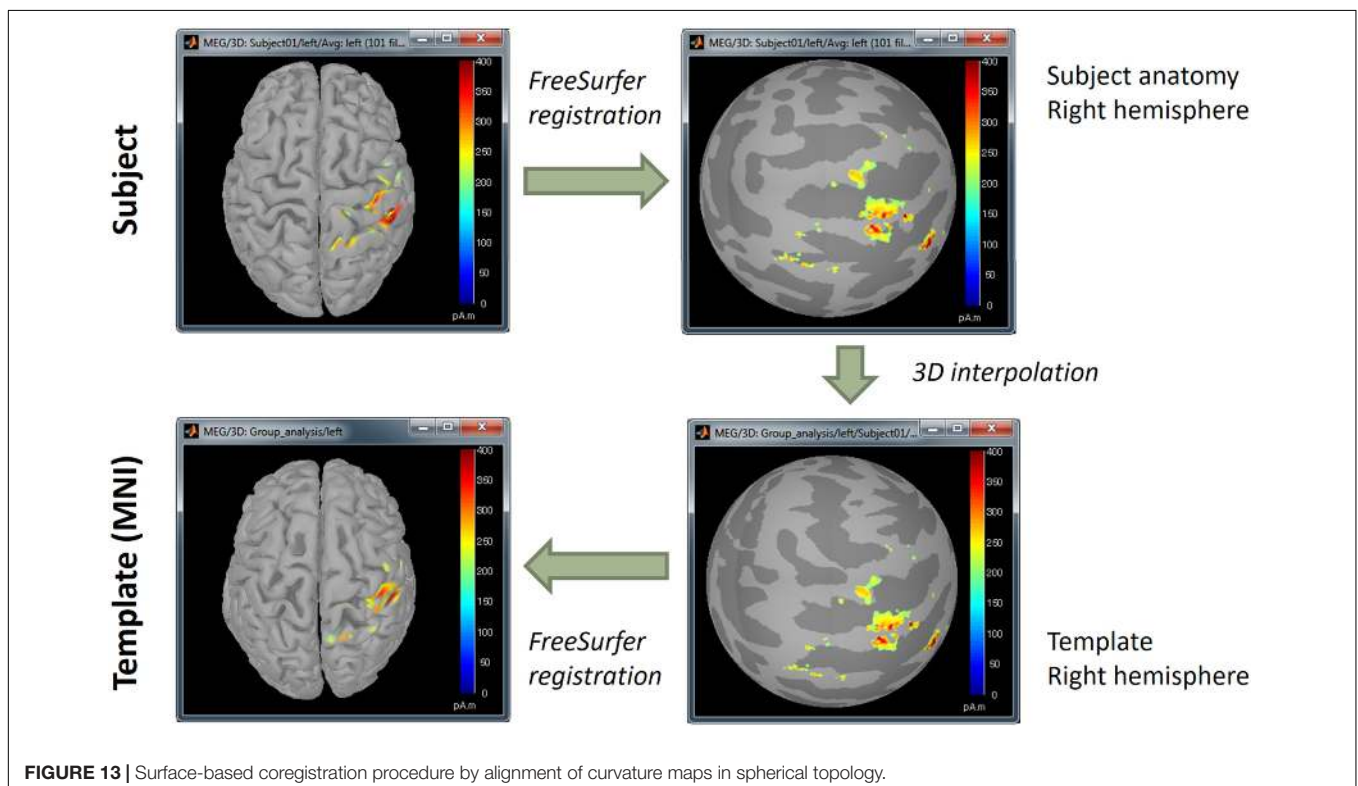 MEG/3D: Subject01/left/Avg: left (101 fil...
400
350
300
250
200
150
100
50
0
pA.m
Subject
FreeSurfer
registration
MEG/3D: Subject01/left/Avg: left (101 fil...
400
350
300
250
200
150
100
50
0
pA.m
Subject anatomy
Right hemisphere
3D interpolation
MEG/3D: Group_analysis/left
400
350
300
250
200
150
100
50
0
pA.m
Template (MNI)
FreeSurfer
registration
MEG/3D: Group_analysis/left/Subject01/...
400
350
300
250
200
150
100
50
0
pA.m
Template
Right hemisphere
FIGURE 13 | Surface-based coregistration procedure by alignment of curvature maps in spherical topology.